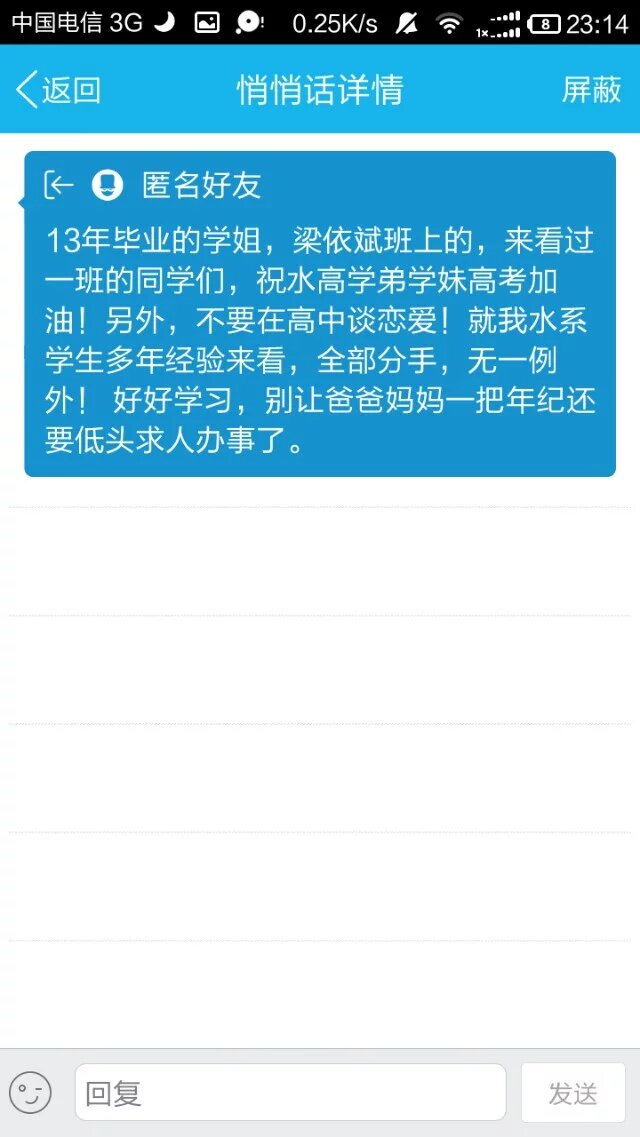 中国电信 3G 0.25K/s 1× 8 23:14
返回 悄悄话详情 屏蔽
匿名好友
13年毕业的学姐，梁依斌班上的，来看过
一班的同学们，祝水高学弟学妹高考加
油！另外，不要在高中谈恋爱！就我水系
学生多年经验来看，全部分手，无一例
外！ 好好学习，别让爸爸妈妈一把年纪还
要低头求人办事了。
回复 发送